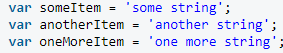 var someItem = 'some string';
var anotherItem = 'another string';
var oneMoreItem = 'one more string';